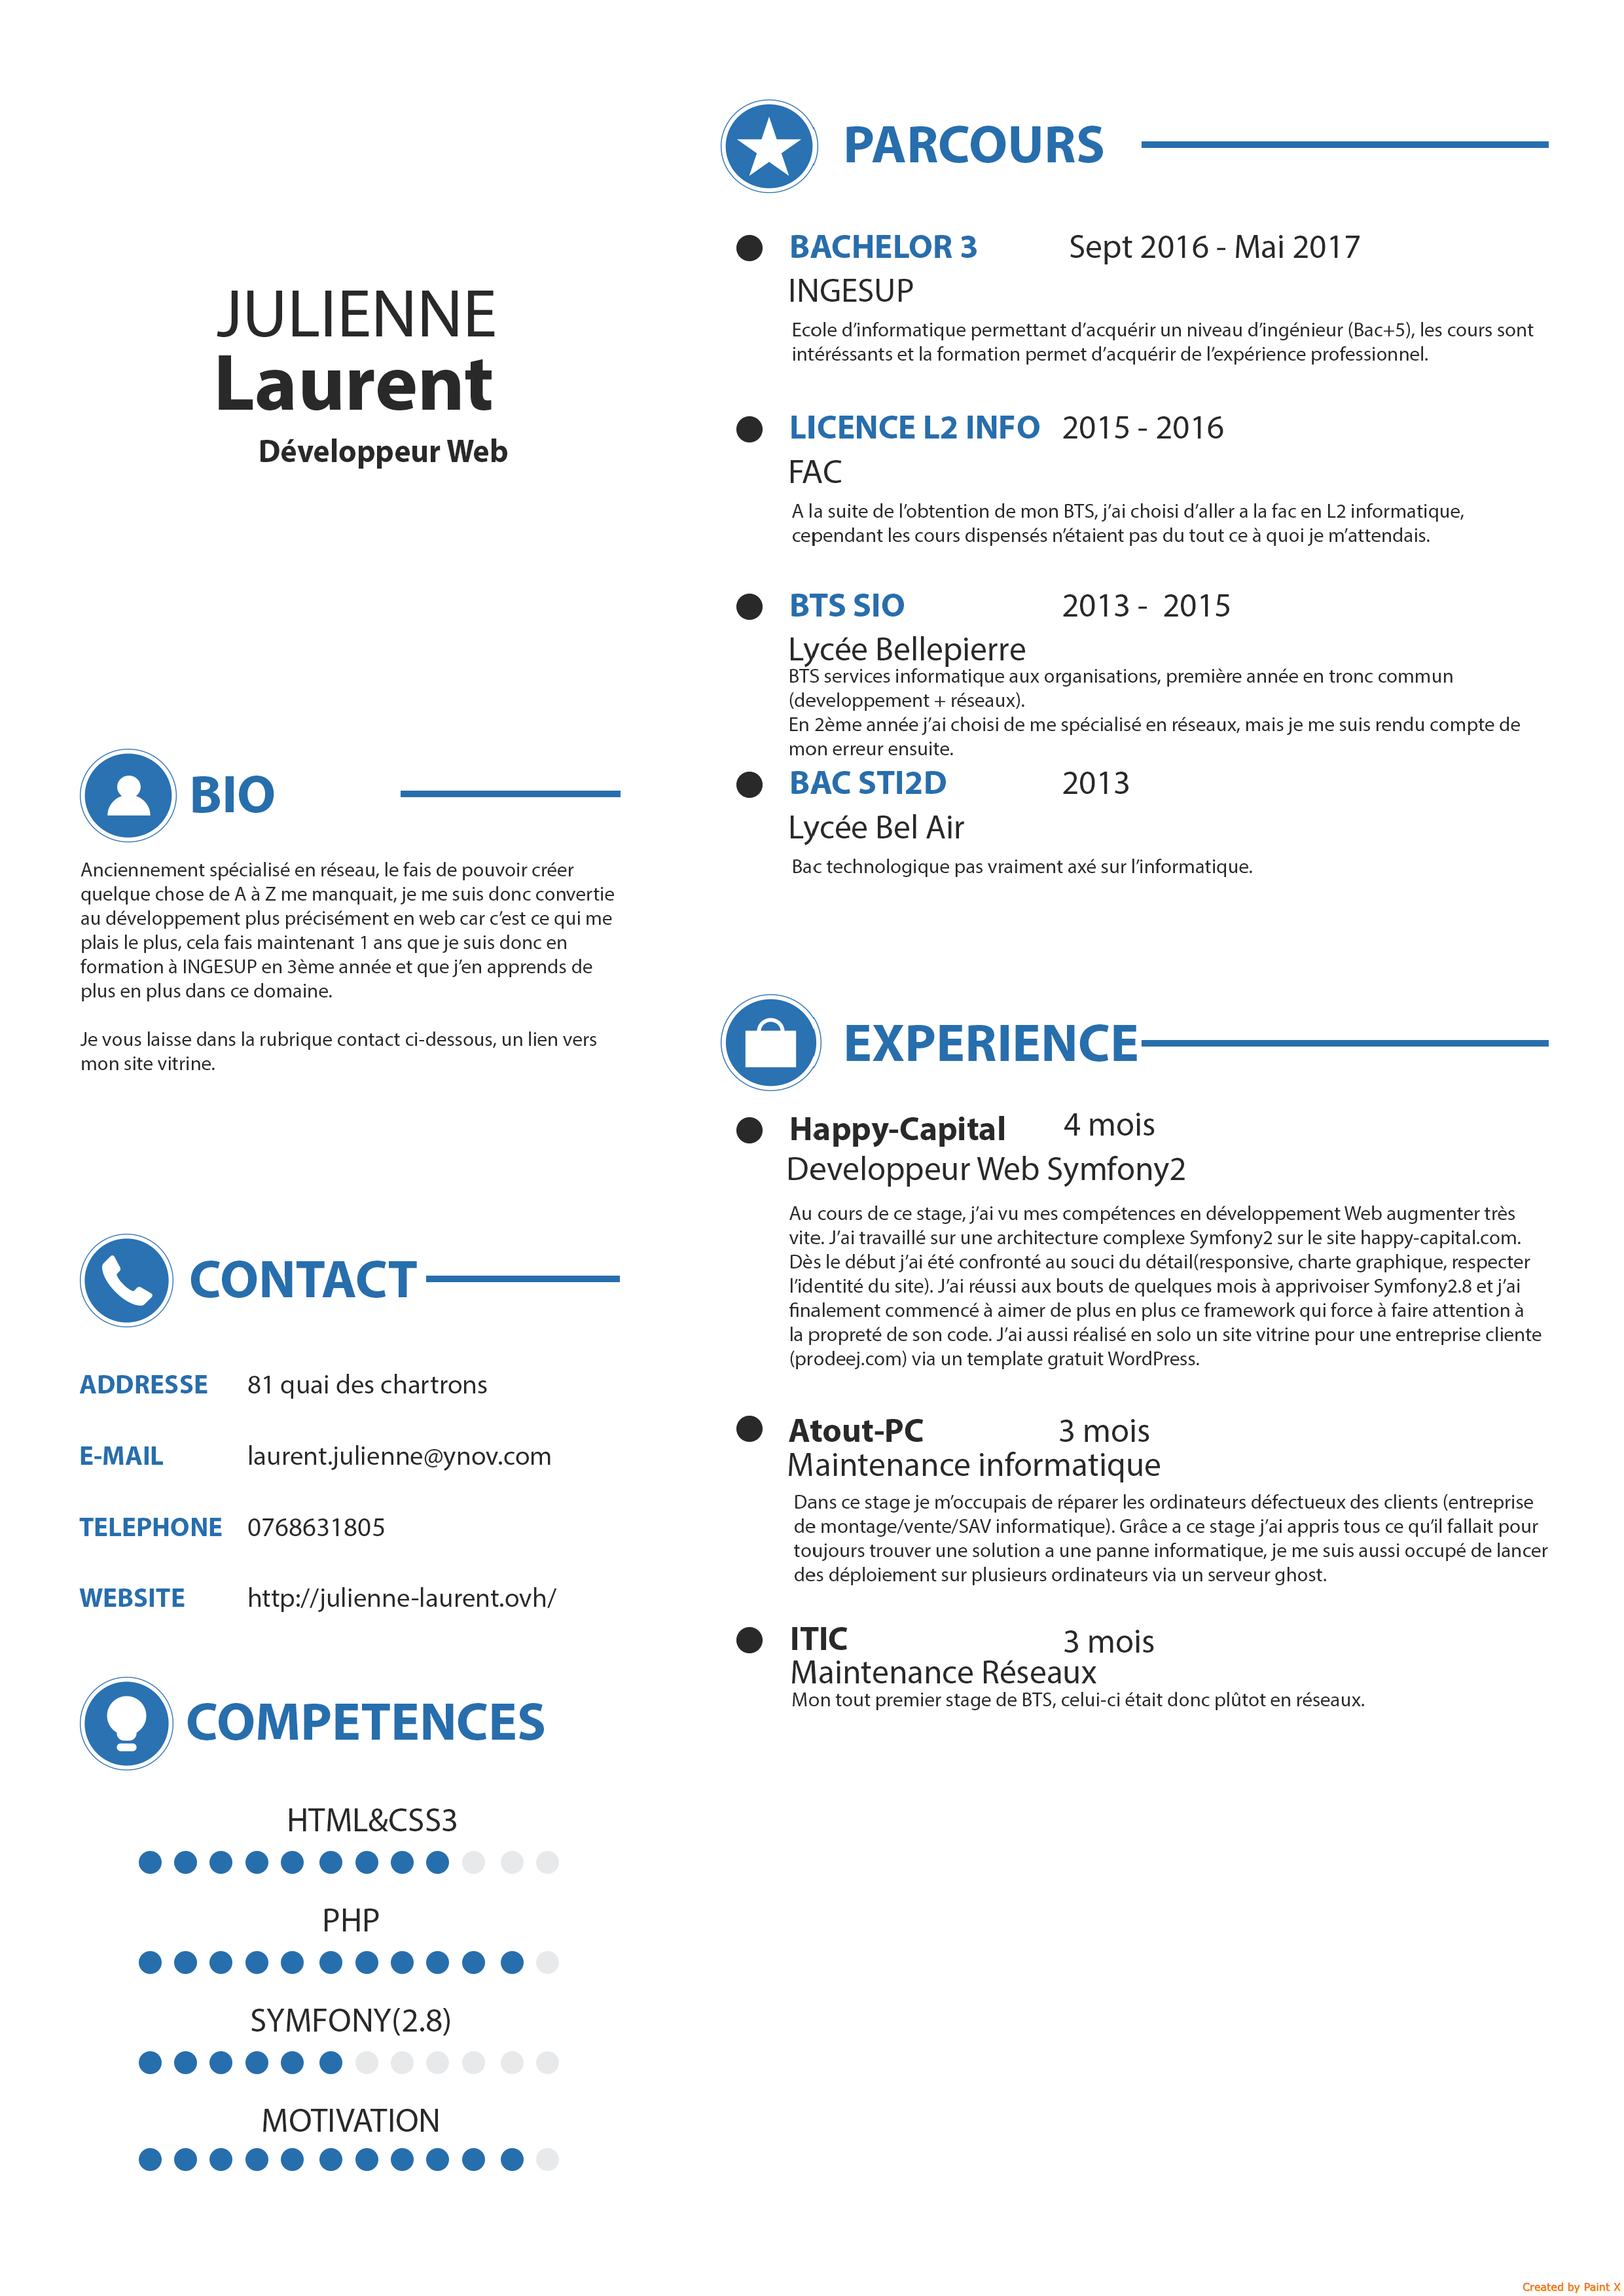 JULIENNE
Laurent
Développeur Web
BIO
Anciennement spécialisé en réseau, le fais de pouvoir créer
quelque chose de A à Z me manquait, je me suis donc convertie
au développement plus précisément en web car c’est ce qui me
plais le plus, cela fais maintenant 1 ans que je suis donc en
formation à INGESUP en 3ème année et que j’en apprends de
plus en plus dans ce domaine.
Je vous laisse dans la rubrique contact ci-dessous, un lien vers
mon site vitrine.
CONTACT
ADDRESSE 81 quai des chartrons
E-MAIL laurent.julienne@ynov.com
TELEPHONE 0768631805
WEBSITE http://julienne-laurent.ovh/
COMPETENCES
HTML&CSS3
PHP
SYMFONY(2.8)
MOTIVATION
PARCOURS
BACHELOR 3 Sept 2016 - Mai 2017
INGESUP
Ecole d’informatique permettant d’acquérir un niveau d’ingénieur (Bac+5), les cours sont
intéréssants et la formation permet d’acquérir de l’expérience professionnel.
LICENCE L2 INFO 2015 - 2016
FAC
A la suite de l’obtention de mon BTS, j’ai choisi d’aller a la fac en L2 informatique,
cependant les cours dispensés n’étaient pas du tout ce à quoi je m’attendais.
BTS SIO 2013 - 2015
Lycée Bellepierre
BTS services informatique aux organisations, première année en tronc commun
(developpement + réseaux).
En 2ème année j’ai choisi de me spécialisé en réseaux, mais je me suis rendu compte de
mon erreur ensuite.
BAC STI2D 2013
Lycée Bel Air
Bac technologique pas vraiment axé sur l’informatique.
EXPERIENCE
Happy-Capital 4 mois
Developpeur Web Symfony2
Au cours de ce stage, j’ai vu mes compétences en développement Web augmenter très
vite. J’ai travaillé sur une architecture complexe Symfony2 sur le site happy-capital.com.
Dès le début j’ai été confronté au souci du détail(responsive, charte graphique, respecter
l’identité du site). J’ai réussi aux bouts de quelques mois à apprivoiser Symfony2.8 et j’ai
finalement commencé à aimer de plus en plus ce framework qui force à faire attention à
la propreté de son code. J’ai aussi réalisé en solo un site vitrine pour une entreprise cliente
(prodeej.com) via un template gratuit WordPress.
Atout-PC 3 mois
Maintenance informatique
Dans ce stage je m’occupais de réparer les ordinateurs défectueux des clients (entreprise
de montage/vente/SAV informatique). Grâce a ce stage j’ai appris tous ce qu’il fallait pour
toujours trouver une solution a une panne informatique, je me suis aussi occupé de lancer
des déploiement sur plusieurs ordinateurs via un serveur ghost.
ITIC 3 mois
Maintenance Réseaux
Mon tout premier stage de BTS, celui-ci était donc plûtot en réseaux.
Created by Paint X